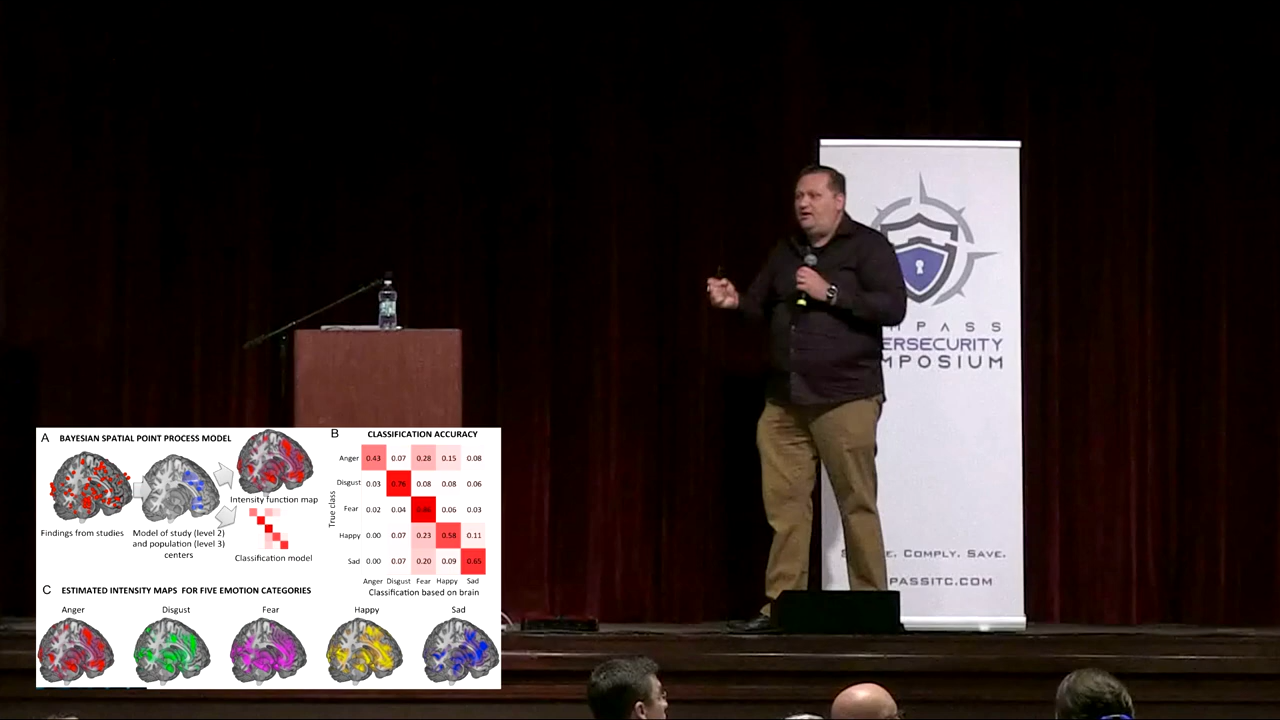 MPASS
ERSECURITY
MPOSIUM
E. COMPLY. SAVE.
PASSITC.COM
A
BAYESIAN SPATIAL POINT PROCESS MODEL
Findings from studies
Model of study (level 2)
and population (level 3)
centers
Intensity function map
Classification model
B
CLASSIFICATION ACCURACY
True class
Anger 0.43 0.07 0.28 0.15 0.08
Disgust 0.03 0.76 0.08 0.08 0.06
Fear 0.02 0.04 0.06 0.03
Happy 0.00 0.07 0.23 0.58 0.11
Sad 0.00 0.07 0.20 0.09 0.65
Anger Disgust Fear Happy Sad
Classification based on brain
C
ESTIMATED INTENSITY MAPS FOR FIVE EMOTION CATEGORIES
Anger Disgust Fear Happy Sad